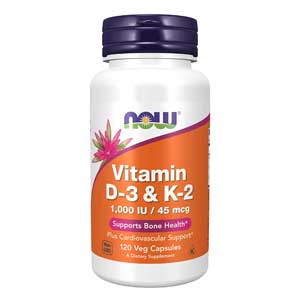 NOW
Vitamin
D-3 & K-2
1,000 IU / 45 mcg
Supports Bone Health*
Plus Cardiovascular Support*
120 Veg Capsules
A Dietary Supplement
K